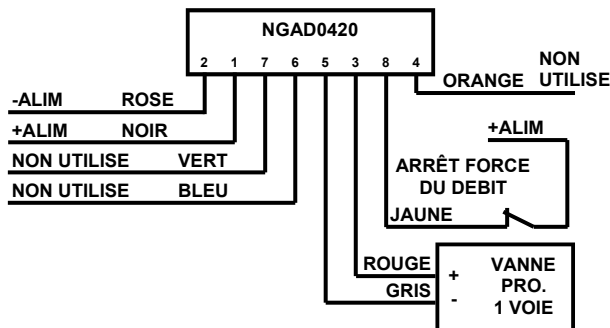 NGAD0420
2 1 7 6 5 3 8 4
NON
UTILISE
ORANGE
-ALIM ROSE
+ALIM NOIR
NON UTILISE VERT
NON UTILISE BLEU
+ALIM
ARRÊT FORCE
DU DEBIT
JAUNE
ROUGE
GRIS
+
-
VANNE
PRO.
1 VOIE